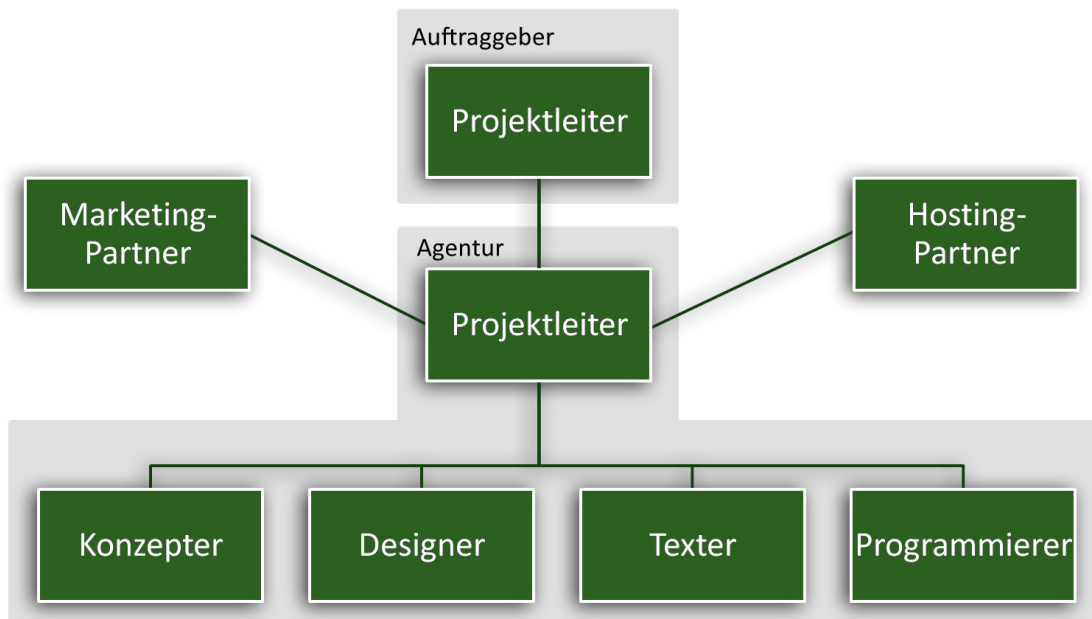 Auftraggeber
Projektleiter
Marketing-
Partner
Hosting-
Partner
Agentur
Projektleiter
Konzepter
Designer
Texter
Programmierer